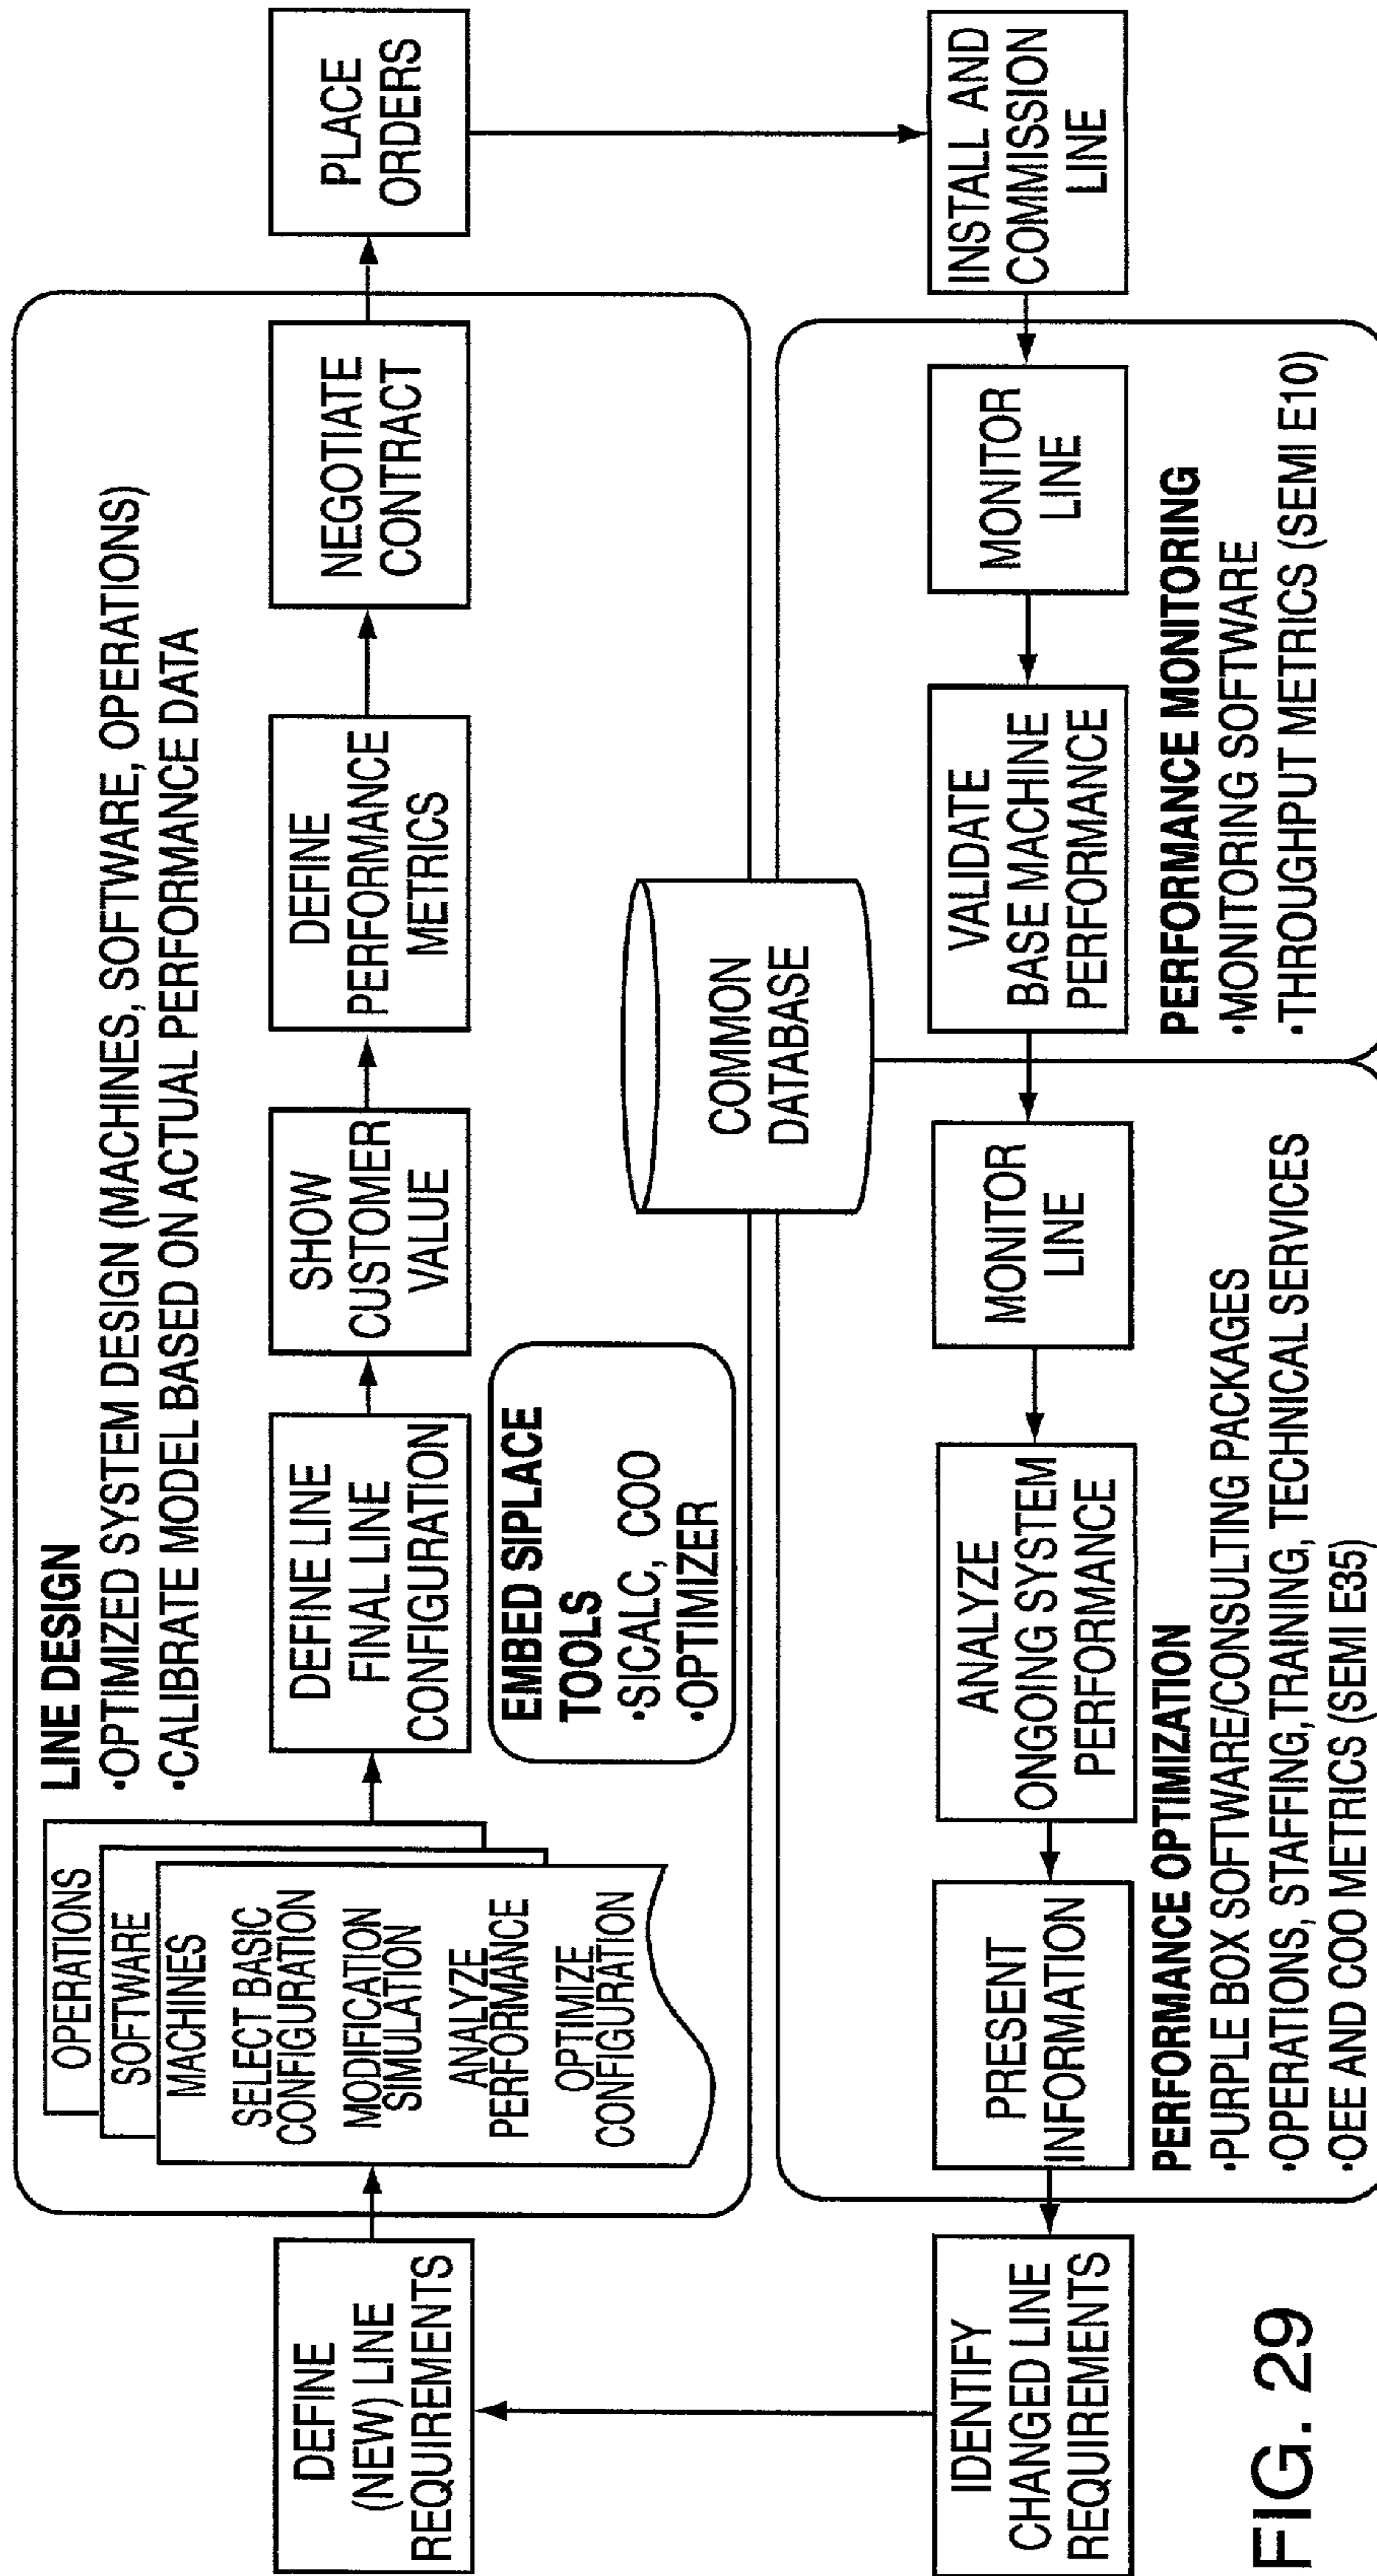 LINE DESIGN
•OPTIMIZED SYSTEM DESIGN (MACHINES, SOFTWARE, OPERATIONS)
•CALIBRATE MODEL BASED ON ACTUAL PERFORMANCE DATA
DEFINE
(NEW) LINE
REQUIREMENTS
OPERATIONS
SOFTWARE
MACHINES
SELECT BASIC
CONFIGURATION
MODIFICATION
SIMULATION
ANALYZE
PERFORMANCE
OPTIMIZE
CONFIGURATION
DEFINE LINE
FINAL LINE
CONFIGURATION
SHOW
CUSTOMER
VALUE
DEFINE
PERFORMANCE
METRICS
NEGOTIATE
CONTRACT
PLACE
ORDERS
EMBED SIPLACE
TOOLS
•SICALC, COO
•OPTIMIZER
COMMON
DATABASE
IDENTIFY
CHANGED LINE
REQUIREMENTS
PRESENT
INFORMATION
ANALYZE
ONGOING SYSTEM
PERFORMANCE
MONITOR
LINE
VALIDATE
BASE MACHINE
PERFORMANCE
MONITOR
LINE
INSTALL AND
COMMISSION
LINE
PERFORMANCE OPTIMIZATION
•PURPLE BOX SOFTWARE/CONSULTING PACKAGES
•OPERATIONS, STAFFING, TRAINING, TECHNICAL SERVICES
•OEE AND COO METRICS (SEMI E35)
PERFORMANCE MONITORING
•MONITORING SOFTWARE
•THROUGHPUT METRICS (SEMI E10)
FIG. 29